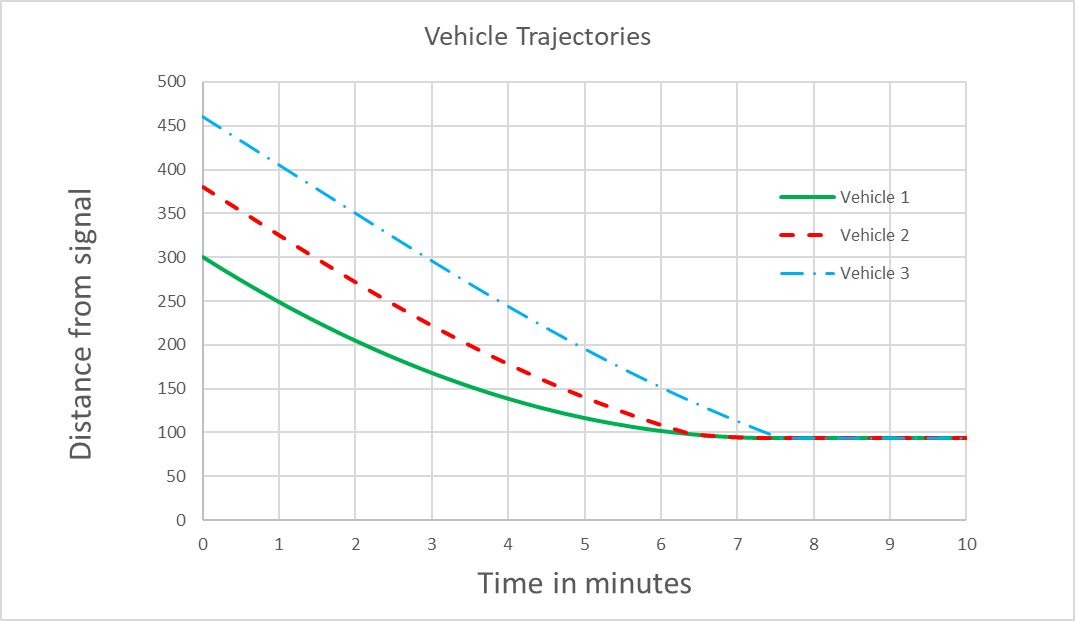 Vehicle Trajectories
500
450
400
350
300
250
200
150
100
50
0
Distance from signal
Vehicle 1
Vehicle 2
Vehicle 3
0 1 2 3 4 5 6 7 8 9 10
Time in minutes